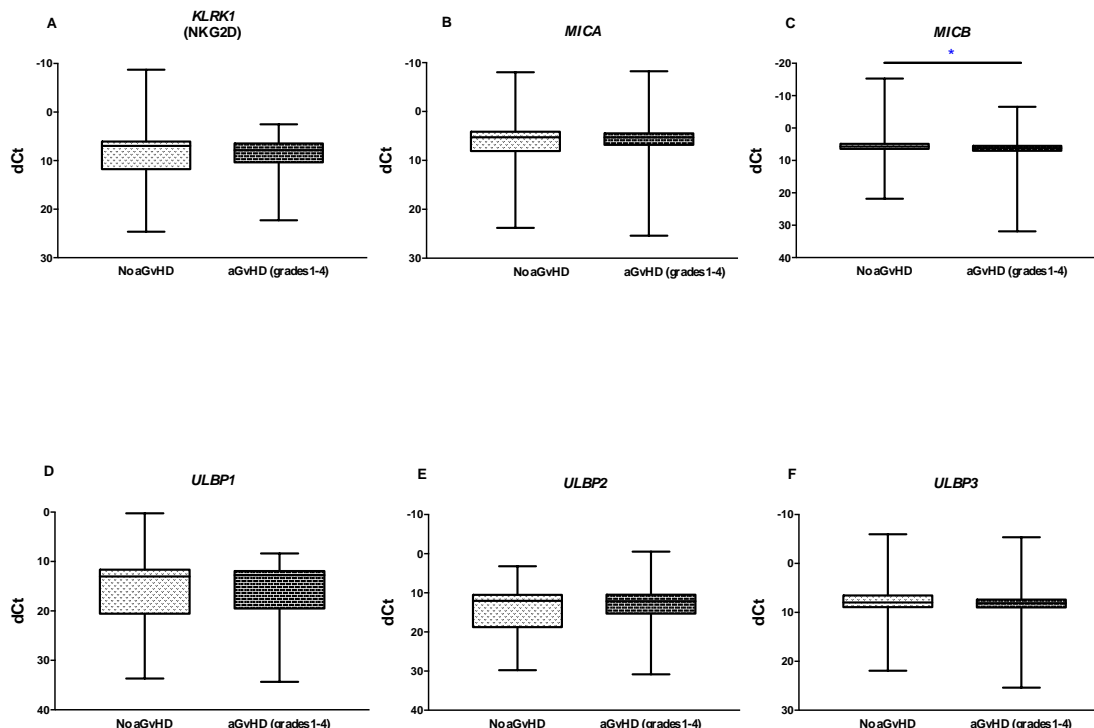 A
KLRK1
(NKG2D)
-10
0
10
20
30
dCt
No aGvHD aGvHD (grades 1-4)
B
MICA
-10
0
10
20
30
dCt
No aGvHD aGvHD (grades 1-4)
C
MICB
*
-20
-10
0
10
20
30
40
dCt
No aGvHD aGvHD (grades 1-4)
D
ULBP1
0
10
20
30
40
dCt
No aGvHD aGvHD (grades 1-4)
E
ULBP2
-10
0
10
20
30
40
dCt
No aGvHD aGvHD (grades 1-4)
F
ULBP3
-10
0
10
20
30
dCt
No aGvHD aGvHD (grades 1-4)